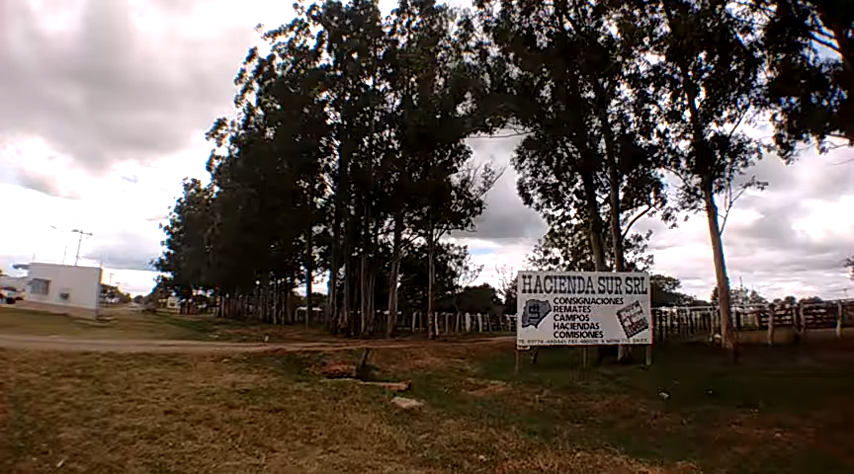 HACIENDA SUR SRL
CONSIGNACIONES
REMATES
CAMPOS
HACIENDAS
COMISIONES